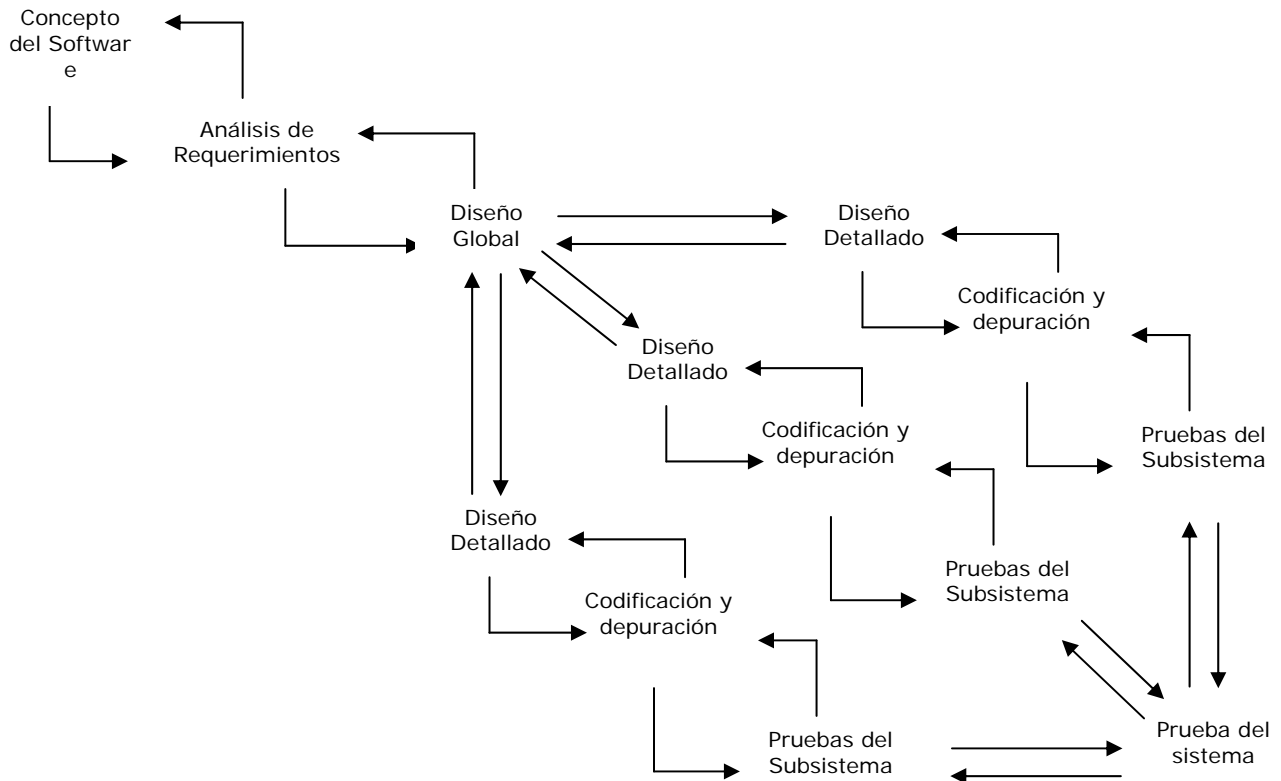 Concepto
del Softwar
e
Análisis de
Requerimientos
Diseño
Global
Diseño
Detallado
Codificación y
depuración
Pruebas del
Subsistema
Diseño
Detallado
Codificación y
depuración
Pruebas del
Subsistema
Diseño
Detallado
Codificación y
depuración
Pruebas del
Subsistema
Prueba del
sistema